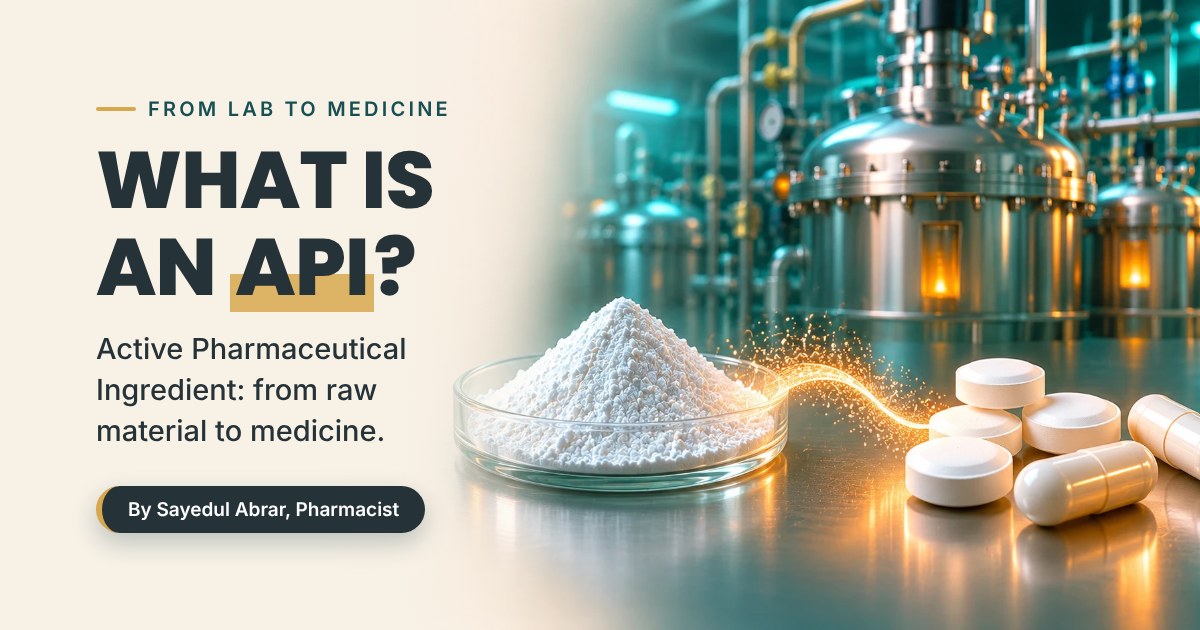 FROM LAB TO MEDICINE
WHAT IS
AN API?
Active Pharmaceutical
Ingredient: from raw
material to medicine.
By Sayedul Abrar, Pharmacist